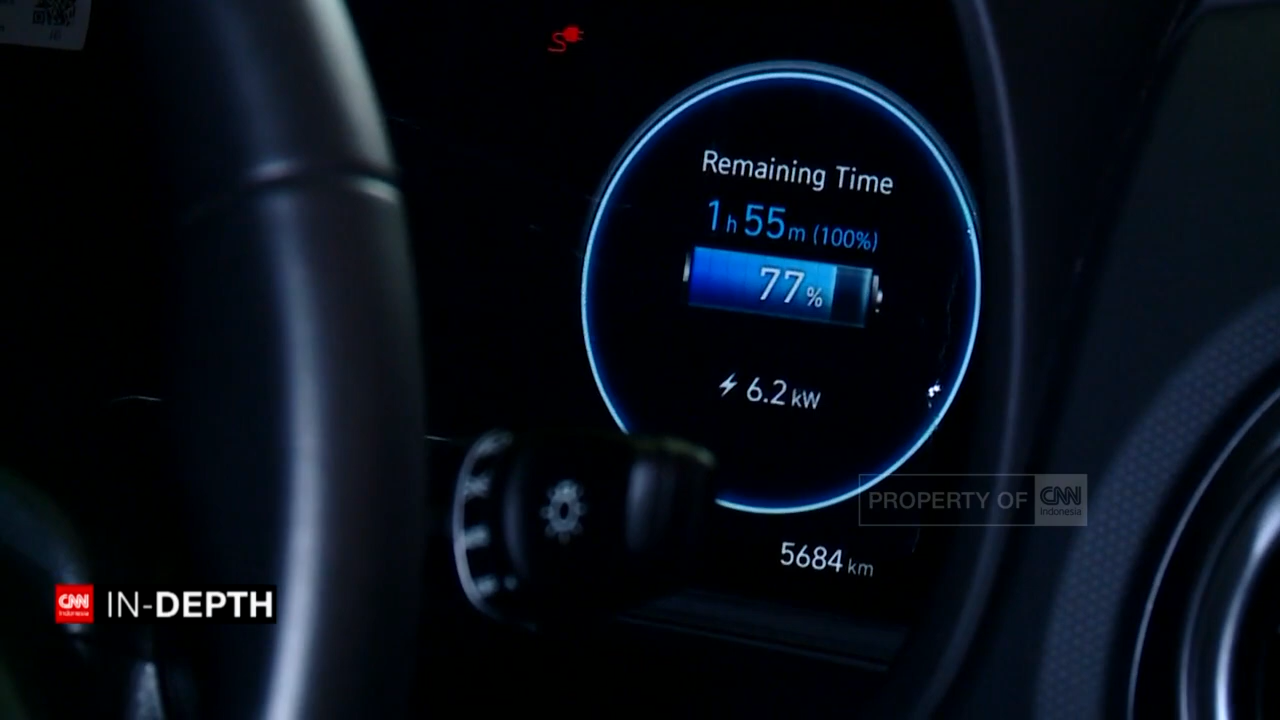 Remaining Time
1h 55m (100%)
77%
6.2 kW
PROPERTY OF CNN Indonesia
5684 km
CNN Indonesia IN-DEPTH